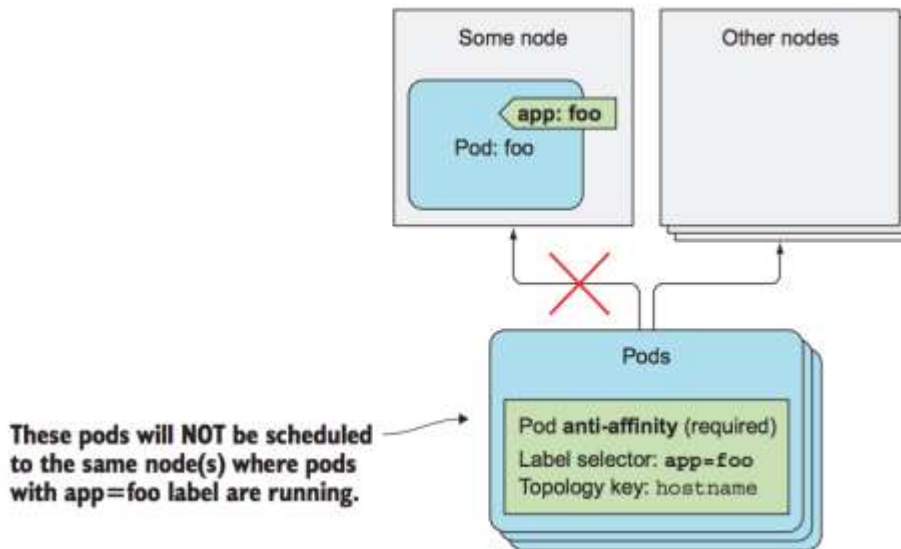 Some node
Other nodes
app: foo
Pod: foo
Pods
Pod anti-affinity (required)
Label selector: app=foo
Topology key: hostname
These pods will NOT be scheduled
to the same node(s) where pods
with app=foo label are running.